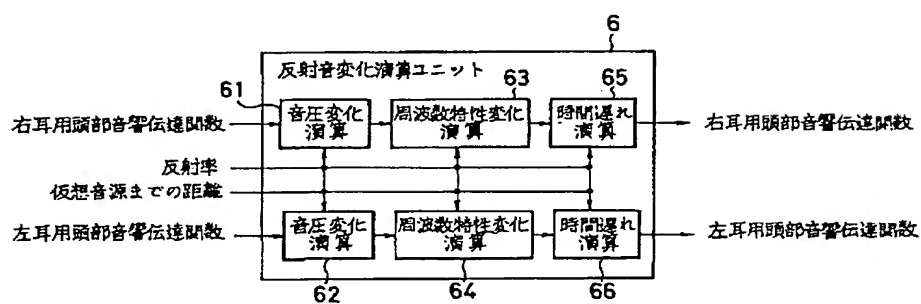 6
反射音変化演算ユニット
61
63
65
右耳用頭部音響伝達関数
音圧変化
演算
周波数特性変化
演算
時間遅れ
演算
右耳用頭部音響伝達関数
反射率
仮想音源までの距離
左耳用頭部音響伝達関数
音圧変化
演算
周波数特性変化
演算
時間遅れ
演算
左耳用頭部音響伝達関数
62
64
66